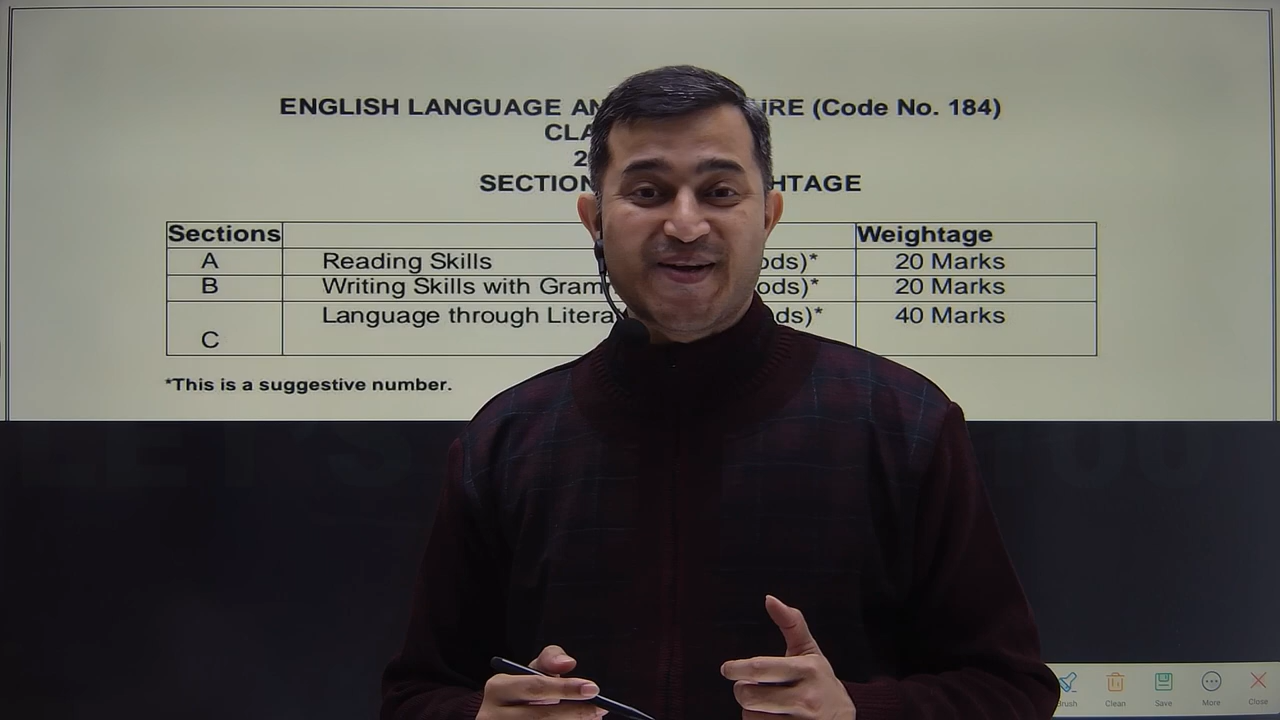 ENGLISH LANGUAGE AN URE (Code No. 184)
CLA
2
SECTION HTAGE
Sections Weightage
A Reading Skills ods)* 20 Marks
B Writing Skills with Gram ods)* 20 Marks
C Language through Litera ds)* 40 Marks
*This is a suggestive number.
Brush Clean Save More Close